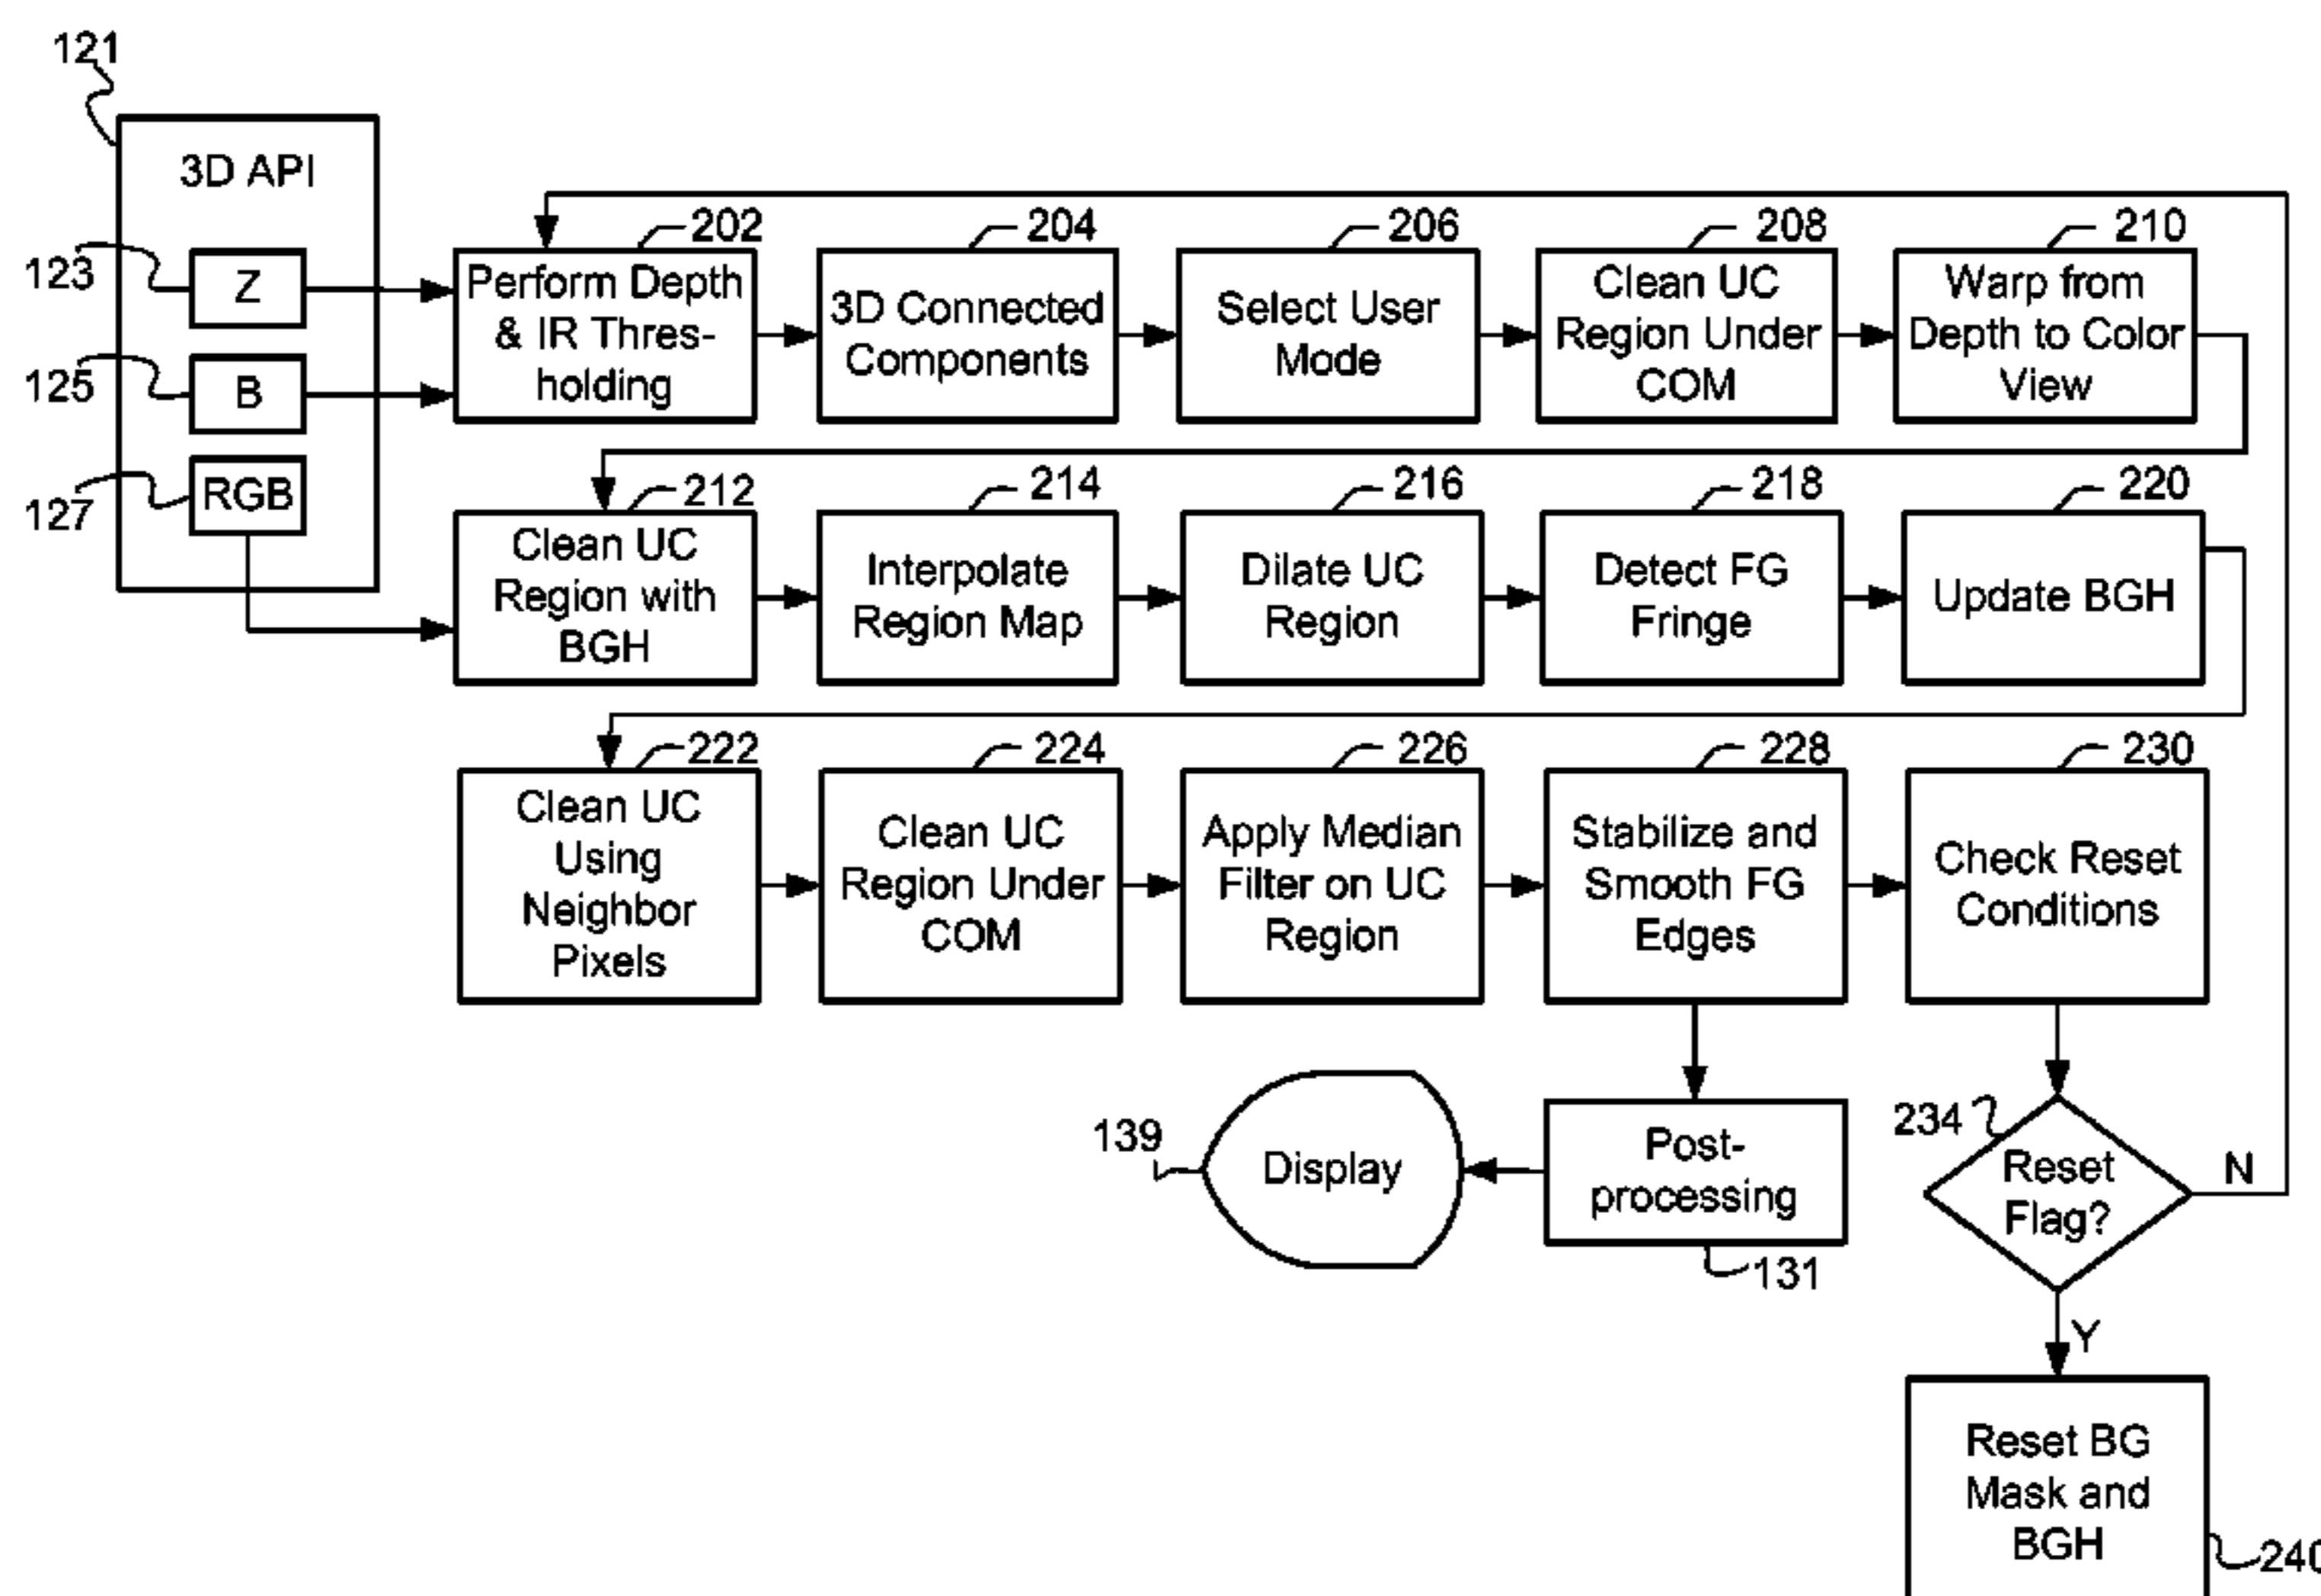 121
3D API
123
Z
125
B
127
RGB
202
Perform Depth
& IR Thres-
holding
204
3D Connected
Components
206
Select User
Mode
208
Clean UC
Region Under
COM
210
Warp from
Depth to Color
View
212
Clean UC
Region with
BGH
214
Interpolate
Region Map
216
Dilate UC
Region
218
Detect FG
Fringe
220
Update BGH
222
Clean UC
Using
Neighbor
Pixels
224
Clean UC
Region Under
COM
226
Apply Median
Filter on UC
Region
228
Stabilize and
Smooth FG
Edges
230
Check Reset
Conditions
139
Display
Post-
processing
131
234
Reset
Flag?
N
Y
Reset BG
Mask and
BGH
240